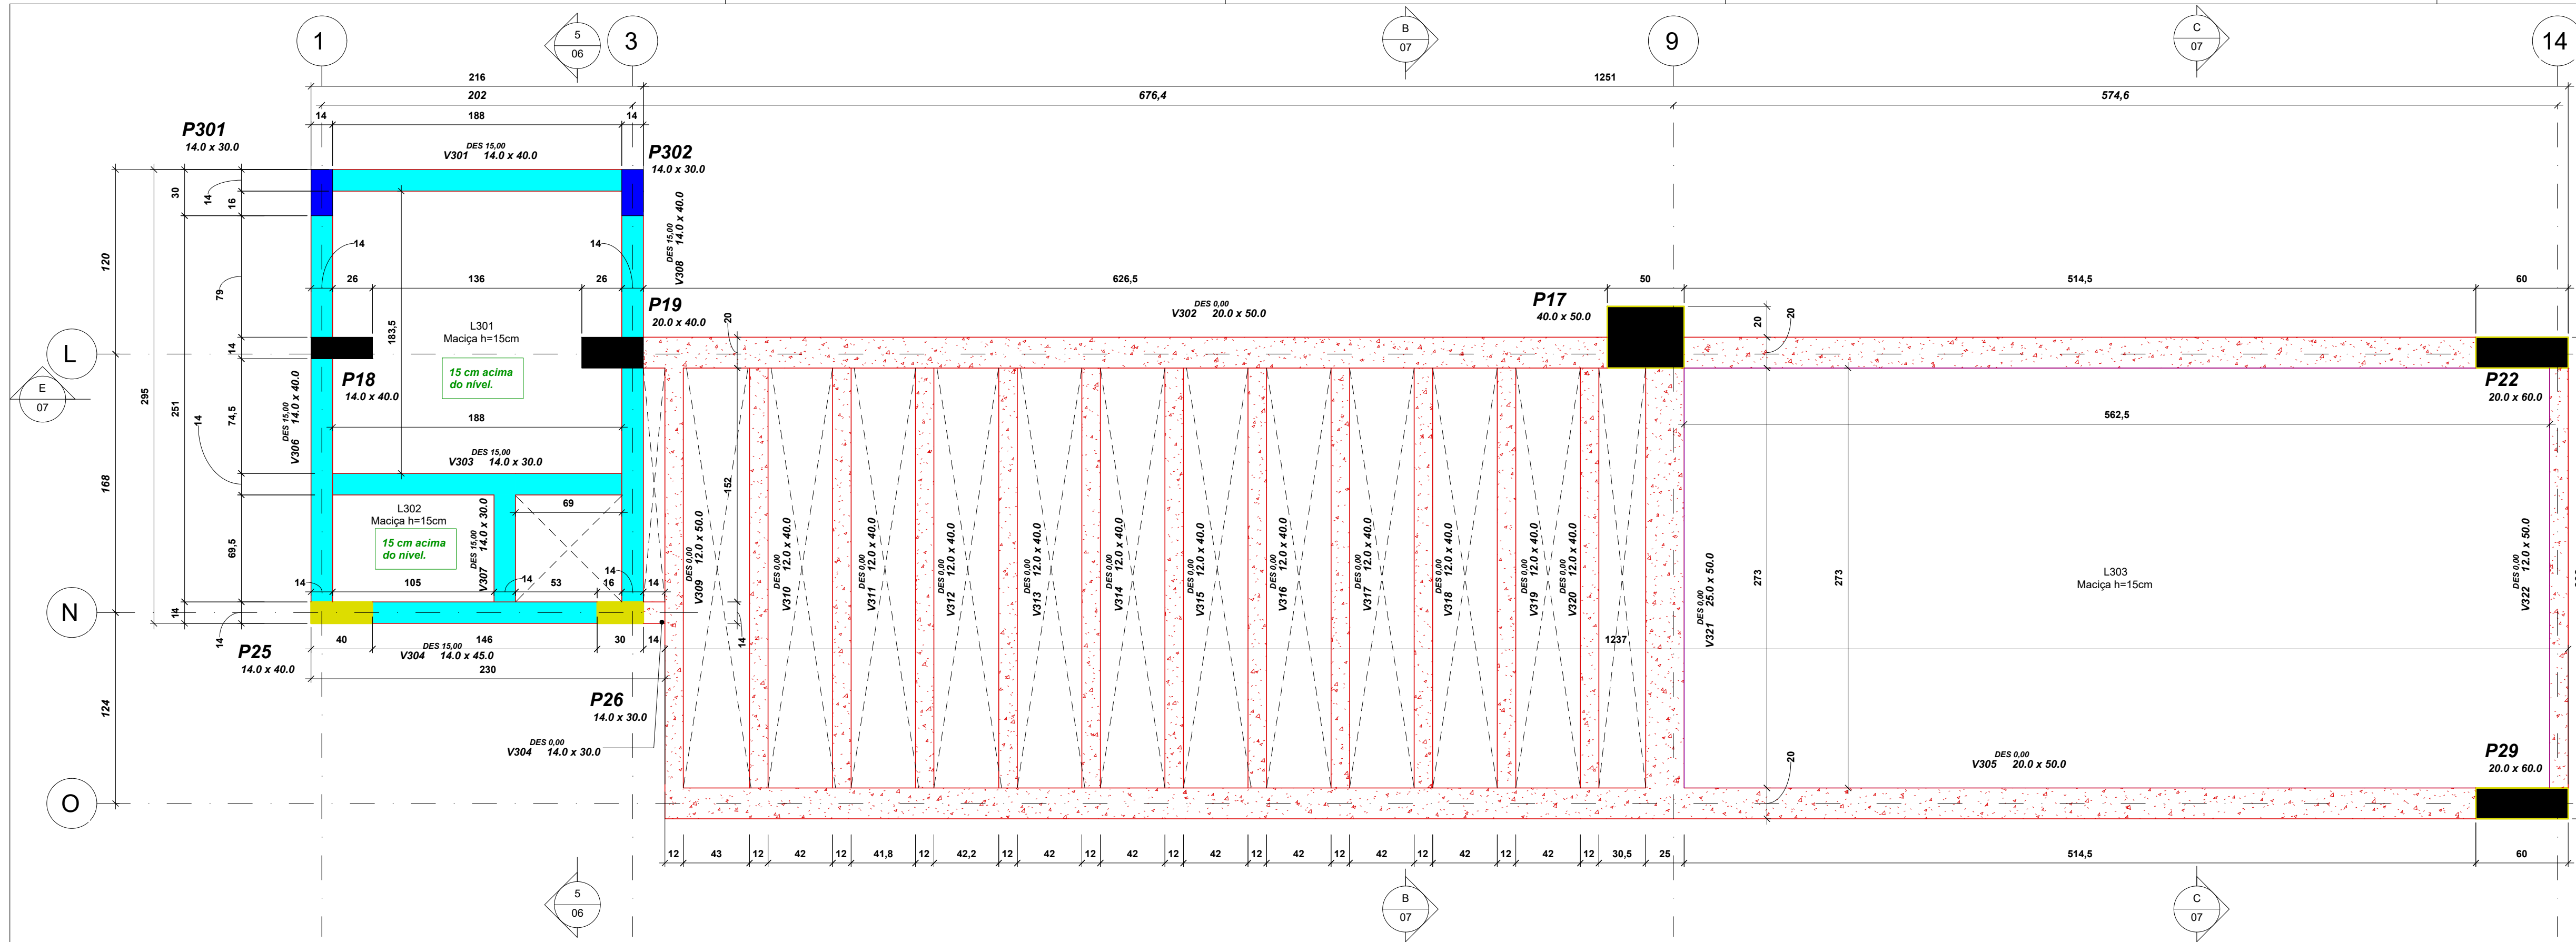 1
5
06
3
B
07
9
C
07
14
216
1251
202
676,4
574,6
14
188
14
P301
14.0 x 30.0
DES 15,00
V301 14.0 x 40.0
P302
14.0 x 30.0
30
14
16
120
DES 15,00
V308 14.0 x 40.0
14
14
26
136
26
626,5
50
514,5
60
79
183,5
P19
20.0 x 40.0
20
DES 0,00
V302 20.0 x 50.0
P17
40.0 x 50.0
20
20
L301
Maciça h=15cm
L
14
15 cm acima
do nível.
P18
14.0 x 40.0
P22
20.0 x 60.0
E
07
295
251
14
74,5
DES 15,00
V306 14.0 x 40.0
188
562,5
168
DES 15,00
V303 14.0 x 30.0
152
69
L302
Maciça h=15cm
15 cm acima
do nível.
DES 15,00
V307 14.0 x 30.0
69,5
DES 0,00
V309 12.0 x 50.0
DES 0,00
V310 12.0 x 40.0
DES 0,00
V311 12.0 x 40.0
DES 0,00
V312 12.0 x 40.0
DES 0,00
V313 12.0 x 40.0
DES 0,00
V314 12.0 x 40.0
DES 0,00
V315 12.0 x 40.0
DES 0,00
V316 12.0 x 40.0
DES 0,00
V317 12.0 x 40.0
DES 0,00
V318 12.0 x 40.0
DES 0,00
V319 12.0 x 40.0
DES 0,00
V320 12.0 x 40.0
DES 0,00
V321 25.0 x 50.0
273
273
L303
Maciça h=15cm
DES 0,00
V322 12.0 x 50.0
14
105
14
53
14
16
14
N
14
14
40
146
30
14
14
1237
P25
14.0 x 40.0
DES 15,00
V304 14.0 x 45.0
230
P26
14.0 x 30.0
124
DES 0,00
V304 14.0 x 30.0
20
DES 0,00
V305 20.0 x 50.0
P29
20.0 x 60.0
O
12
43
12
42
12
41,8
12
42,2
12
42
12
42
12
42
12
42
12
42
12
42
12
42
12
30,5
25
514,5
60
5
06
B
07
C
07